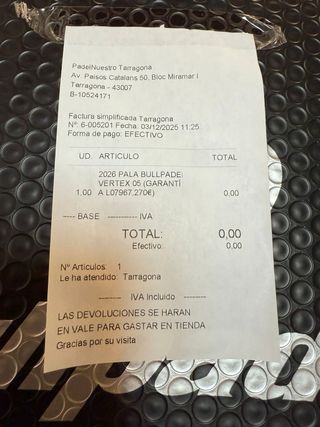 PadelNuestro Tarragona
Av. Països Catalans 50, Bloc Miramar I
Tarragona - 43007
B-10524171
Factura simplificada Tarragona
Nº: 6-005201 Fecha: 03/12/2025 11:25
Forma de pago: EFECTIVO
UD. ARTICULO TOTAL
2026 PALA BULLPADE
VERTEX 05 (GARANTÍ
1,00 A L07967,270€) 0,00
---- BASE ----------- IVA
TOTAL: 0,00
Efectivo: 0,00
Nº Articulos: 1
Le ha atendido: Tarragona
-------- IVA Incluido --------
LAS DEVOLUCIONES SE HARAN
EN VALE PARA GASTAR EN TIENDA
Gracias por su visita